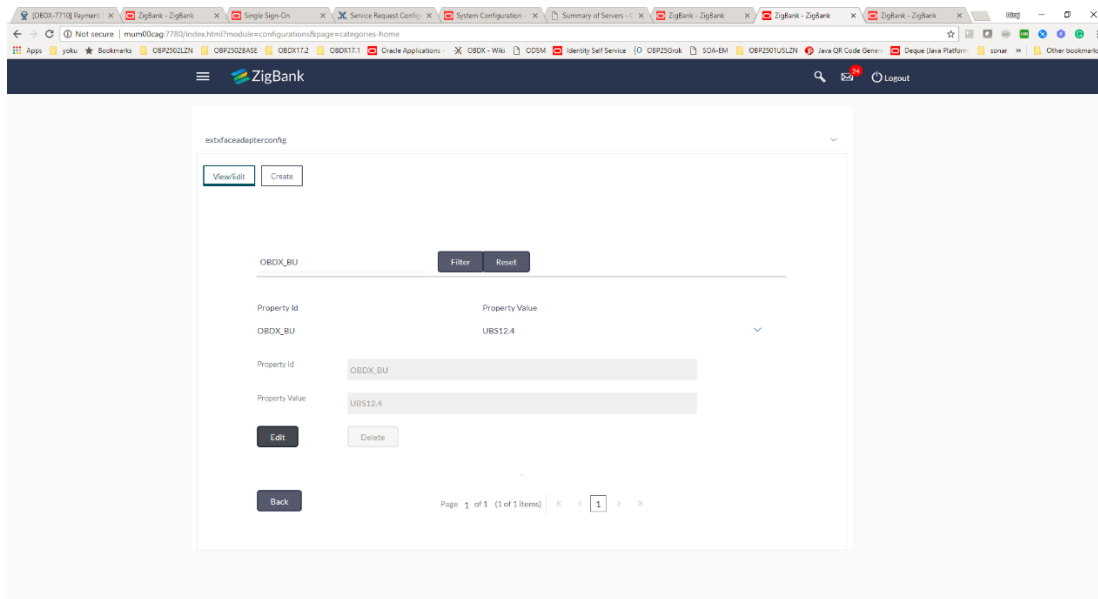 [OBDX-7710] Payment ZigBank - ZigBank Single Sign-On Service Request Config System Configuration Summary of Servers - ZigBank - ZigBank ZigBank - ZigBank ZigBank - ZigBank
Not secure | mum00cag:7780/index.html?module=configurations&page=categories-home
Apps yoku Bookmarks OBP2502LZN OBP2502BASE OBDX17.2 OBDX17.1 Oracle Applications - OBDX - Wiki ODSM Identity Self Service OBP25Grok SOA-EM OBP2501USLZN Java QR Code Gener Deque (Java Platform sonar » Other bookmarks
ZigBank 24 Logout
extxfaceadapterconfig
View/Edit Create
OBDX_BU Filter Reset
Property Id Property Value
OBDX_BU UBS12.4
Property Id OBDX_BU
Property Value UBS12.4
Edit Delete
Back Page 1 of 1 (1 of 1 items) 1